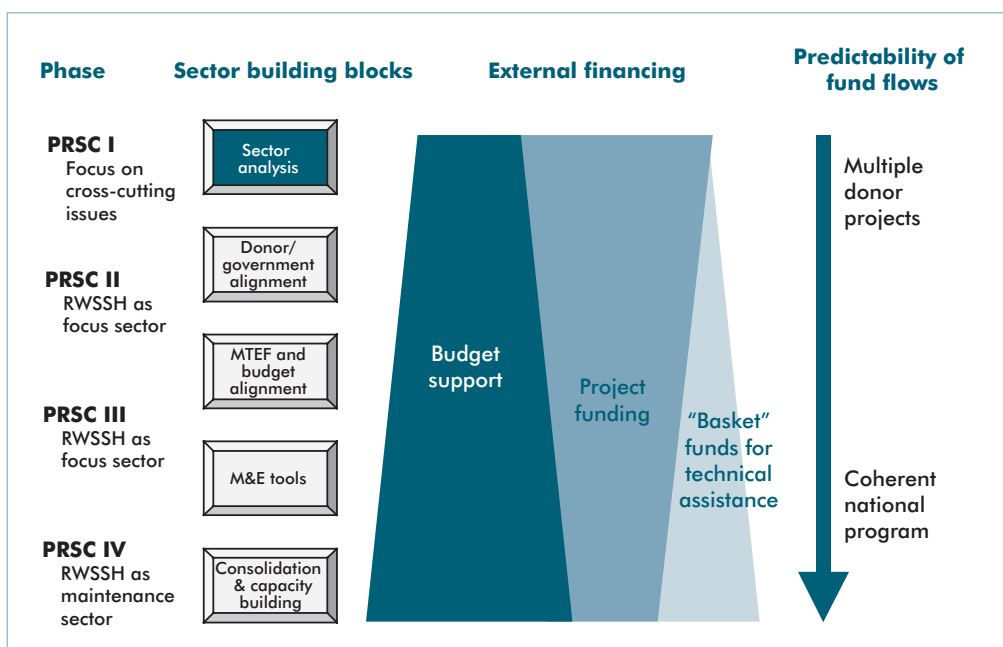 Phase
Sector building blocks
External financing
Predictability of
fund flows
PRSC I
Focus on
cross-cutting
issues
PRSC II
RWSSH as
focus sector
PRSC III
RWSSH as
focus sector
PRSC IV
RWSSH as
maintenance
sector
Sector
analysis
Donor/
government
alignment
MTEF and
budget
alignment
M&E tools
Consolidation
& capacity
building
Budget
support
Project
funding
“Basket”
funds for
technical
assistance
Multiple
donor
projects
Coherent
national
program